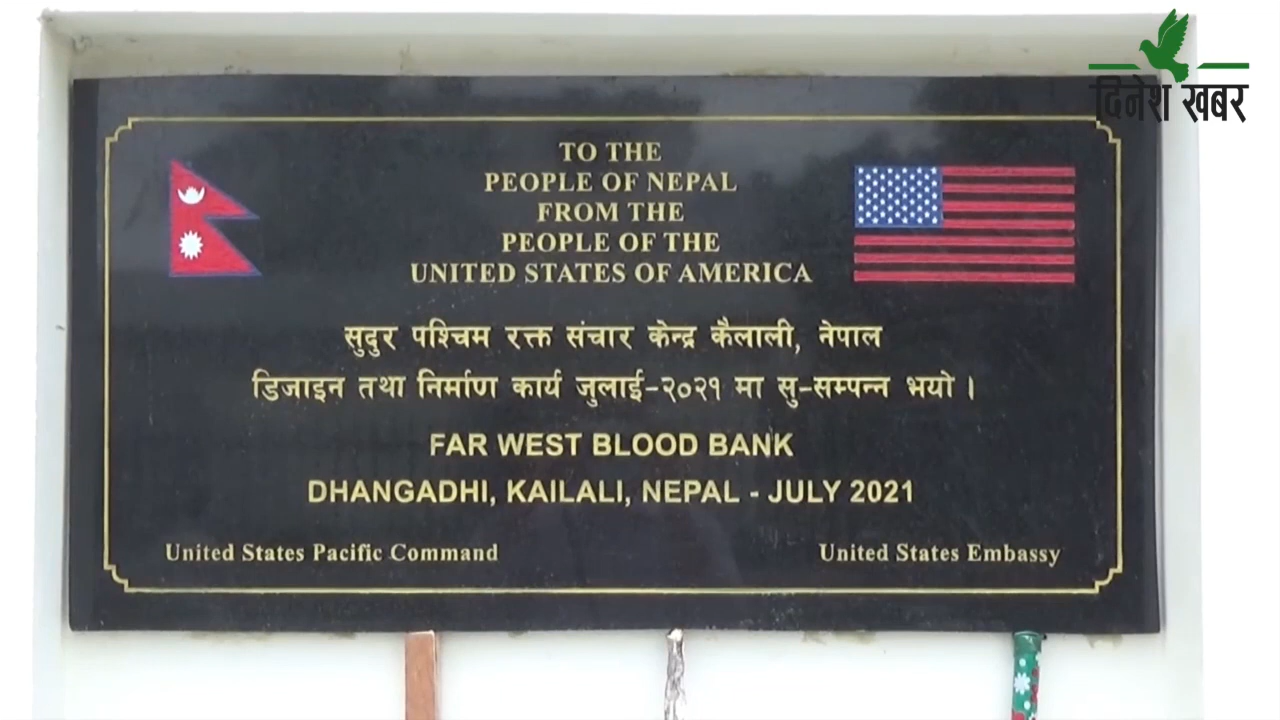 दिनेश खबर
TO THE
PEOPLE OF NEPAL
FROM THE
PEOPLE OF THE
UNITED STATES OF AMERICA
सुदुर पश्चिम रक्त संचार केन्द्र कैलाली, नेपाल
डिजाइन तथा निर्माण कार्य जुलाई-२०२१ मा सु-सम्पन्न भयो ।
FAR WEST BLOOD BANK
DHANGADHI, KAILALI, NEPAL - JULY 2021
United States Pacific Command
United States Embassy